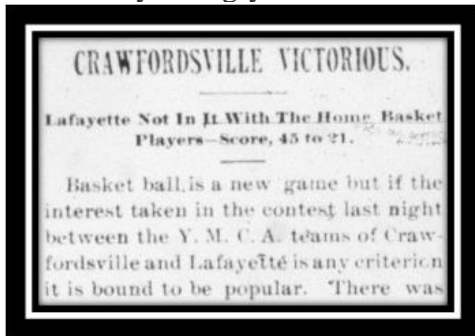 CRAWFORDSVILLE VICTORIOUS.
Lafayette Not In It With The Home Basket
Players—Score, 45 to 21.
Basket ball is a new game but if the
interest taken in the contest last night
between the Y. M. C. A. teams of Craw-
fordsville and Lafayette is any criterion
it is bound to be popular. There was